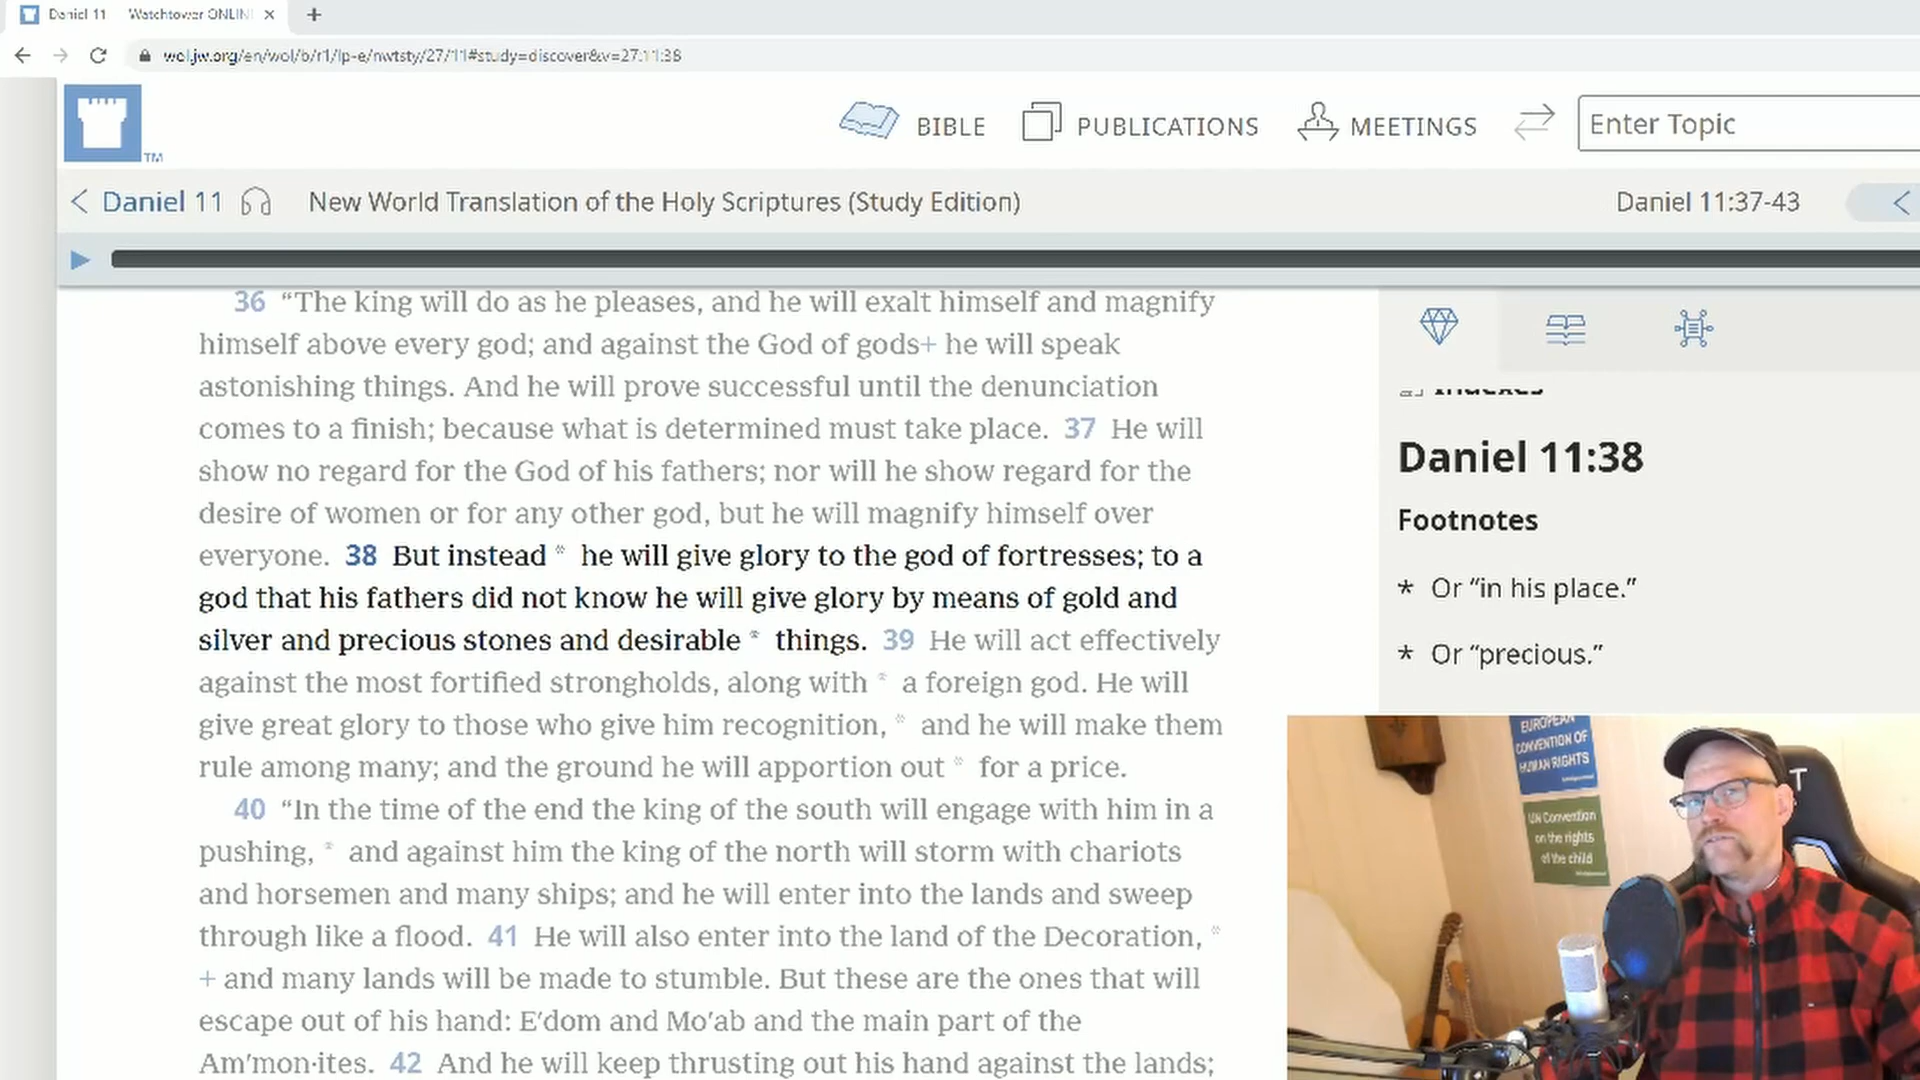 Daniel 11 Watchtower ONLIN
wol.jw.org/en/wol/b/r1/lp-e/nwtsty/27/11#study=discover&v=27:11:38
TM
BIBLE
PUBLICATIONS
MEETINGS
Enter Topic
Daniel 11
New World Translation of the Holy Scriptures (Study Edition)
Daniel 11:37-43
36 “The king will do as he pleases, and he will exalt himself and magnify
himself above every god; and against the God of gods+ he will speak
astonishing things. And he will prove successful until the denunciation
comes to a finish; because what is determined must take place. 37 He will
show no regard for the God of his fathers; nor will he show regard for the
desire of women or for any other god, but he will magnify himself over
everyone. 38 But instead * he will give glory to the god of fortresses; to a
god that his fathers did not know he will give glory by means of gold and
silver and precious stones and desirable * things. 39 He will act effectively
against the most fortified strongholds, along with * a foreign god. He will
give great glory to those who give him recognition, * and he will make them
rule among many; and the ground he will apportion out * for a price.
40 “In the time of the end the king of the south will engage with him in a
pushing, * and against him the king of the north will storm with chariots
and horsemen and many ships; and he will enter into the lands and sweep
through like a flood. 41 He will also enter into the land of the Decoration, *
+ and many lands will be made to stumble. But these are the ones that will
escape out of his hand: Eʹdom and Moʹab and the main part of the
Amʹmon·ites. 42 And he will keep thrusting out his hand against the lands;
Indexes
Daniel 11:38
Footnotes
* Or “in his place.”
* Or “precious.”
EUROPEAN
CONVENTION OF
HUMAN RIGHTS
UN Convention
on the rights
of the child
T